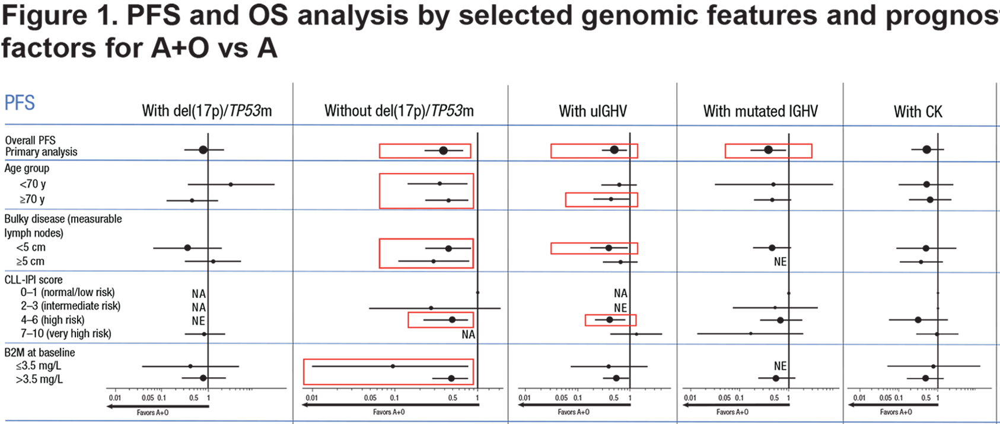 Figure 1. PFS and OS analysis by selected genomic features and prognos
factors for A+O vs A
PFS
With del(17p)/TP53m
Without del(17p)/TP53m
With uIGHV
With mutated IGHV
With CK
Overall PFS
Primary analysis
Age group
<70 y
≥70 y
Bulky disease (measurable
lymph nodes)
<5 cm
≥5 cm NE
CLL-IPI score
0–1 (normal/low risk) NA NA
2–3 (intermediate risk) NA NE
4–6 (high risk) NE
7–10 (very high risk) NA
B2M at baseline
≤3.5 mg/L NE
>3.5 mg/L
0.01 0.05 0.1 0.5 1 0.01 0.05 0.1 0.5 1 0.01 0.05 0.1 0.5 1 0.01 0.05 0.1 0.5 1 0.01 0.05 0.1 0.5 1
Favors A+O Favors A+O Favors A+O Favors A+O Favors A+O